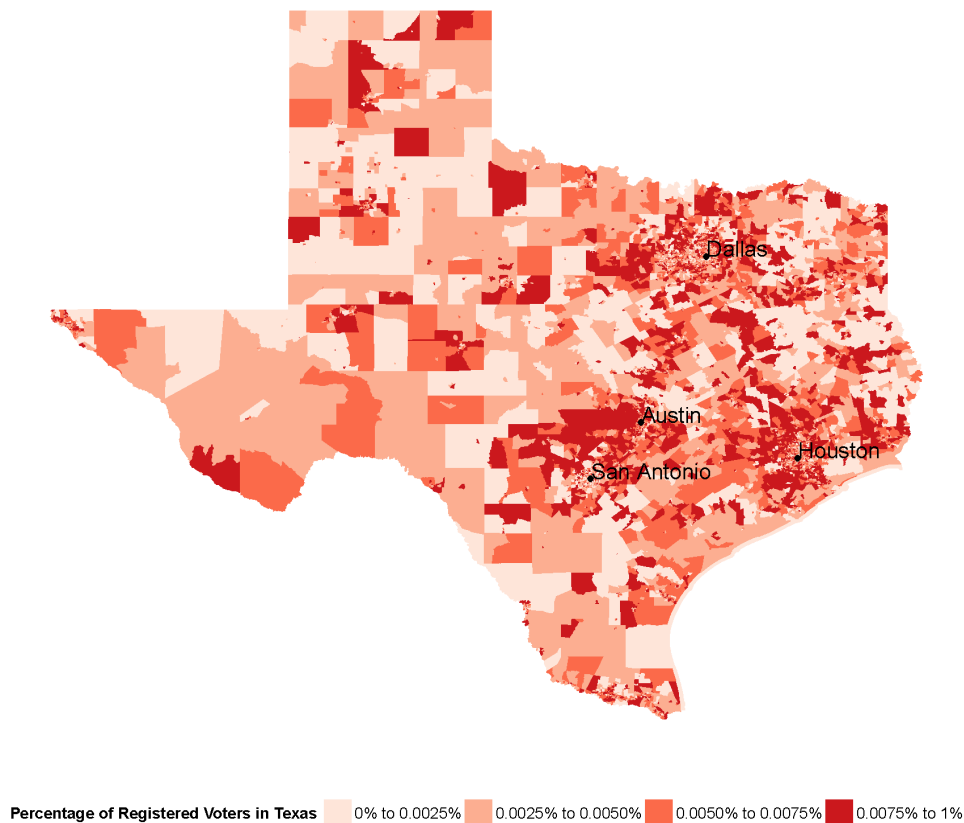 Dallas
Austin
Houston
San Antonio
Percentage of Registered Voters in Texas 0% to 0.0025% 0.0025% to 0.0050% 0.0050% to 0.0075% 0.0075% to 1%